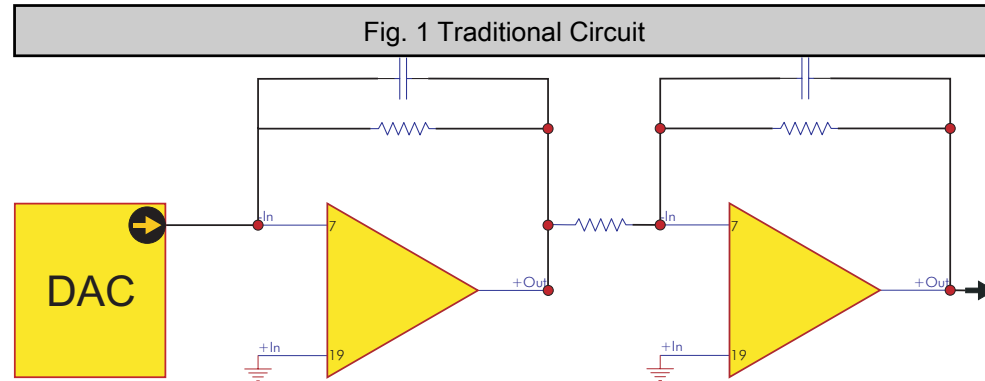 Fig. 1 Traditional Circuit
-In
7
-In
7
DAC
+Out
+Out
+In
19
+In
19